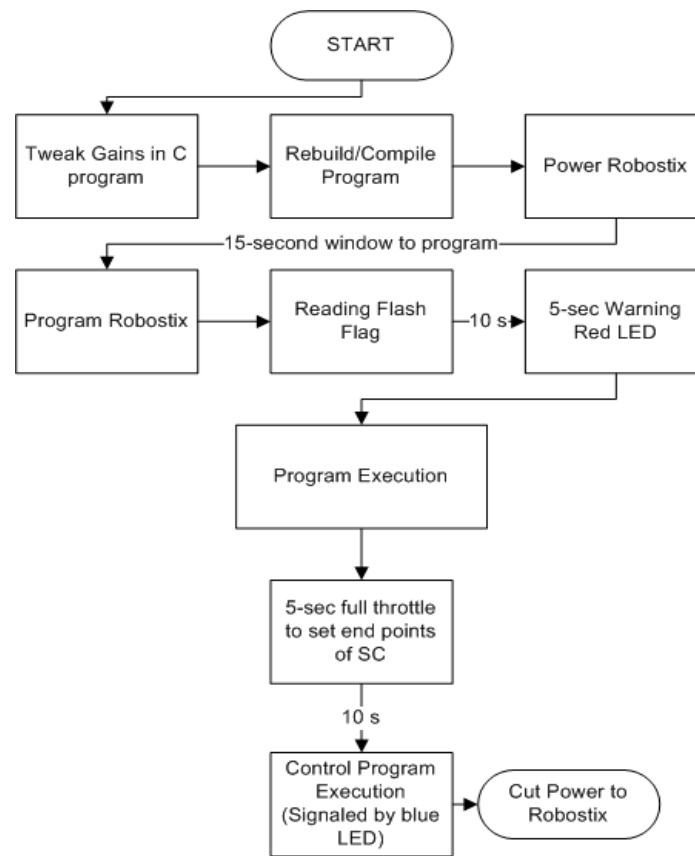 START
Tweak Gains in C
program
Rebuild/Compile
Program
Power Robostix
15-second window to program
Program Robostix
Reading Flash
Flag
10 s
5-sec Warning
Red LED
Program Execution
5-sec full throttle
to set end points
of SC
10 s
Control Program
Execution
(Signaled by blue
LED)
Cut Power to
Robostix